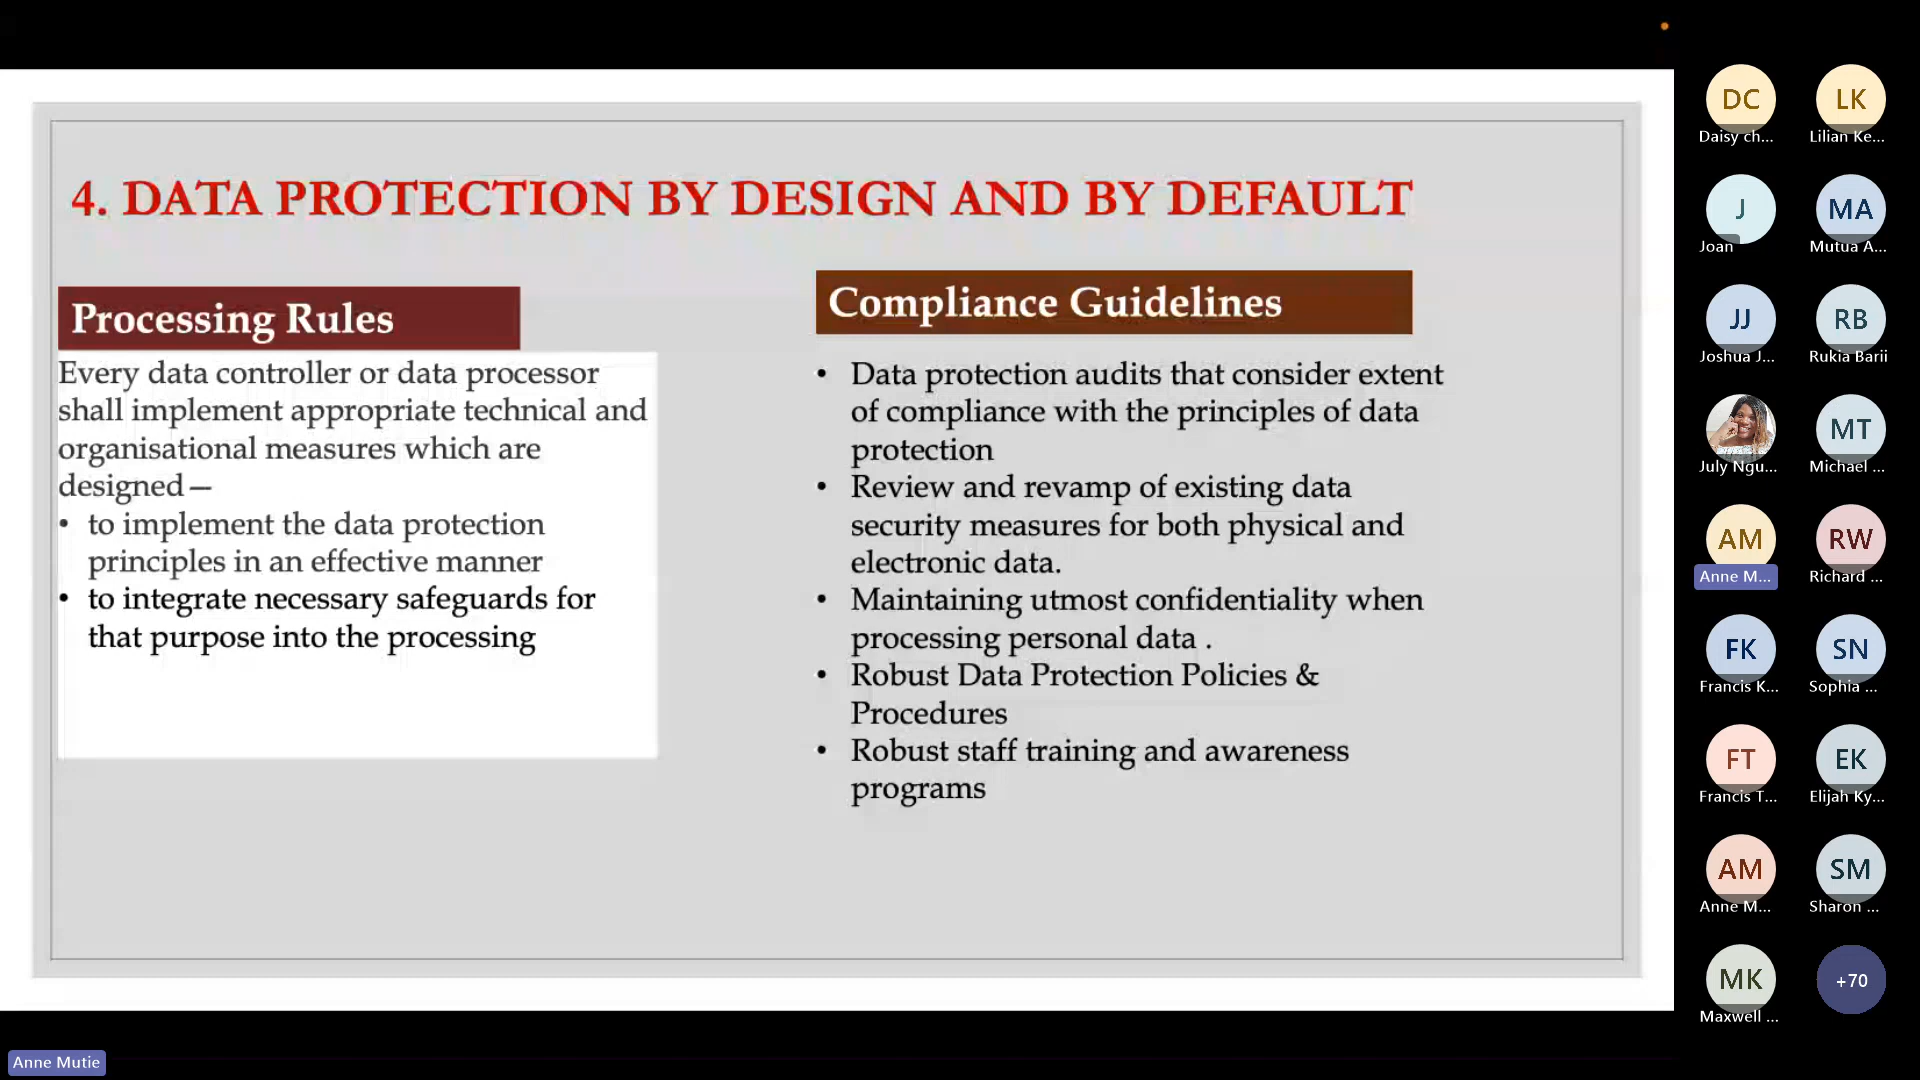 4. DATA PROTECTION BY DESIGN AND BY DEFAULT
Processing Rules
Every data controller or data processor
shall implement appropriate technical and
organisational measures which are
designed—
• to implement the data protection
principles in an effective manner
• to integrate necessary safeguards for
that purpose into the processing
Compliance Guidelines
• Data protection audits that consider extent
of compliance with the principles of data
protection
• Review and revamp of existing data
security measures for both physical and
electronic data.
• Maintaining utmost confidentiality when
processing personal data .
• Robust Data Protection Policies &
Procedures
• Robust staff training and awareness
programs
DC
Daisy ch...
LK
Lilian Ke...
J
Joan
MA
Mutua A...
JJ
Joshua J...
RB
Rukia Barii
July Ngu...
MT
Michael ...
AM
Anne M...
RW
Richard ...
FK
Francis K...
SN
Sophia ...
FT
Francis T...
EK
Elijah Ky...
AM
Anne M...
SM
Sharon ...
MK
Maxwell ...
+70
Anne Mutie